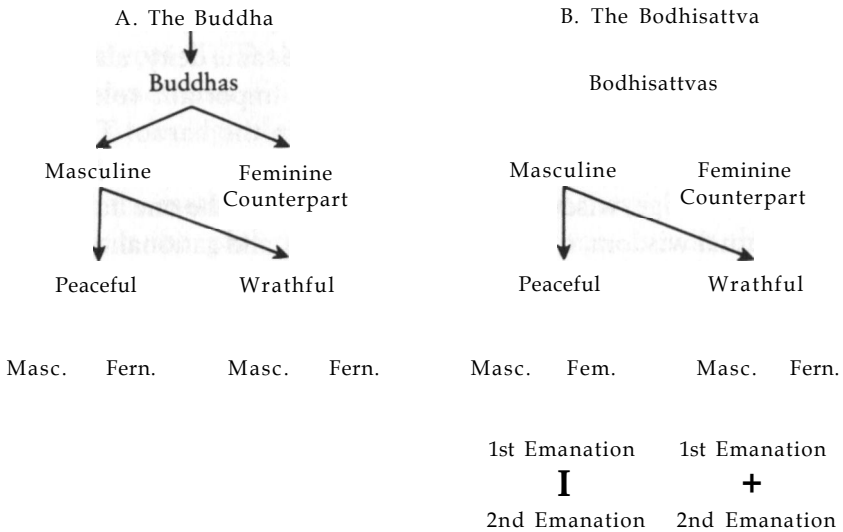 A. The Buddha
Buddhas
Masculine Feminine
Counterpart
Peaceful Wrathful
Masc. Fern. Masc. Fern.
B. The Bodhisattva
Bodhisattvas
Masculine Feminine
Counterpart
Peaceful Wrathful
Masc. Fem. Masc. Fern.
1st Emanation 1st Emanation
I +
2nd Emanation 2nd Emanation